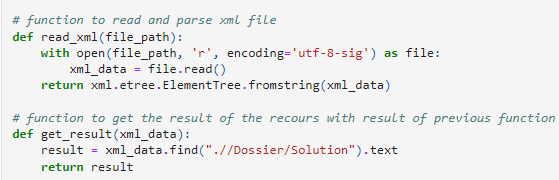 # function to read and parse xml file
def read_xml(file_path):
    with open(file_path, 'r', encoding='utf-8-sig') as file:
        xml_data = file.read()
    return xml.etree.ElementTree.fromstring(xml_data)

# function to get the result of the recours with result of previous function
def get_result(xml_data):
    result = xml_data.find(".//Dossier/Solution").text
    return result